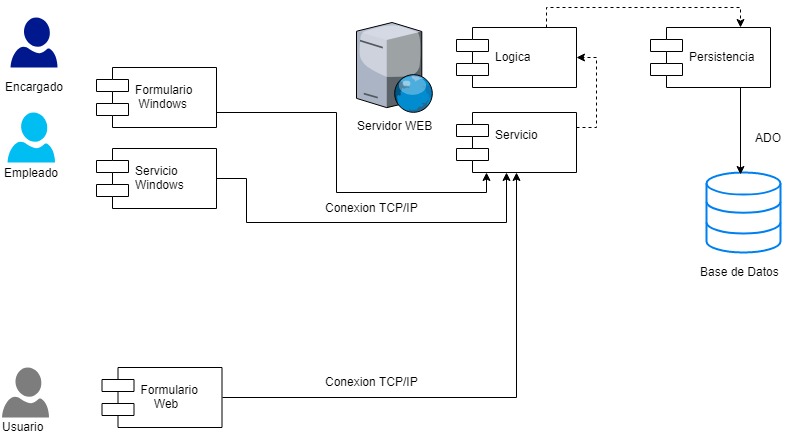 Encargado
Formulario
Windows
Servidor WEB
Logica
Persistencia
Servicio
ADO
Empleado
Servicio
Windows
Conexion TCP/IP
Base de Datos
Usuario
Formulario
Web
Conexion TCP/IP